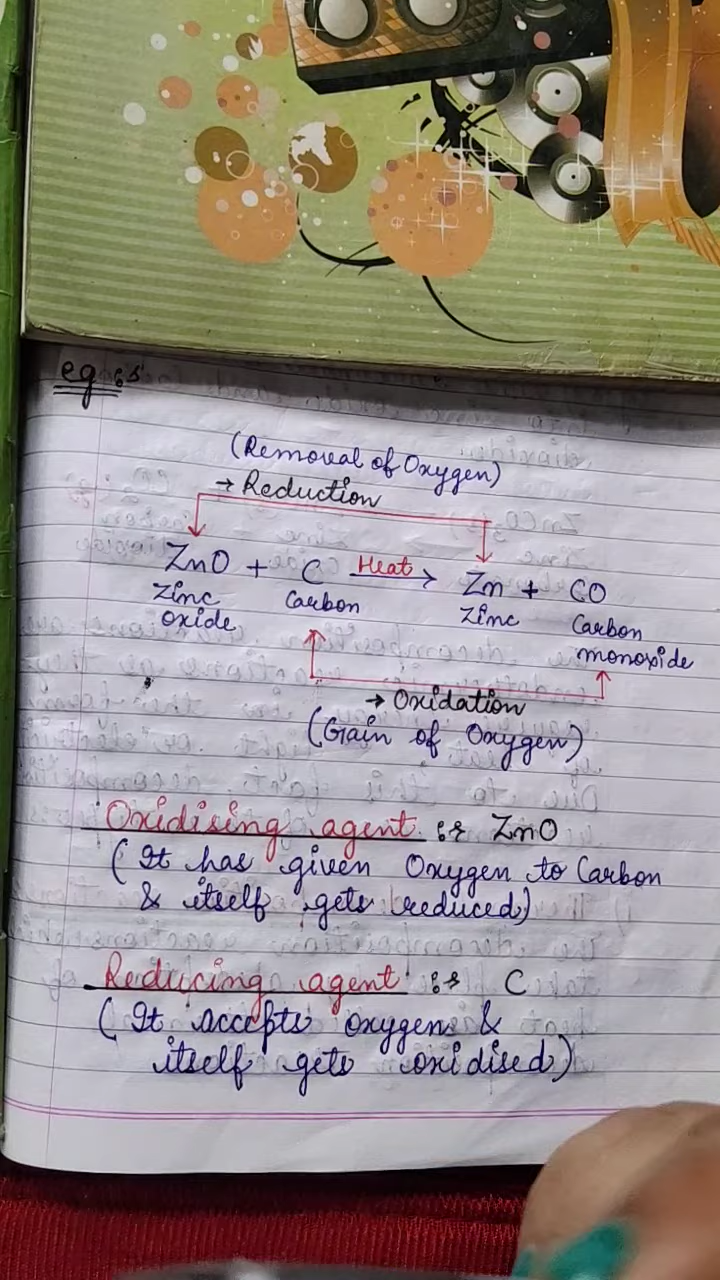 eg :-
(Removal of Oxygen)
→ Reduction
ZnO + C Heat → Zn + CO
Zinc oxide Carbon Zinc Carbon monoxide
→ Oxidation
(Gain of Oxygen)
Oxidising agent :- ZnO
(It has given Oxygen to Carbon
& itself gets reduced)
Reducing agent :- C
(It accepts oxygen &
itself gets oxidised)